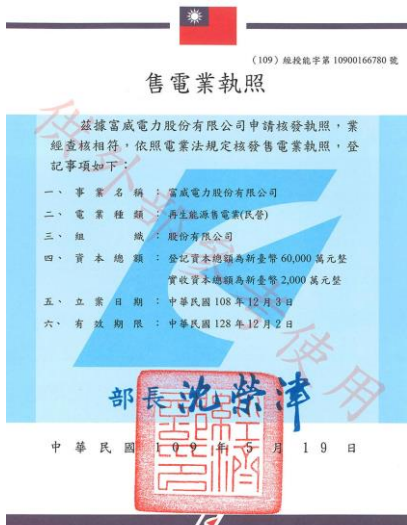 (109)經授能字第 10900166780 號
售電業執照
茲據富威電力股份有限公司申請核發執照，業
經查核相符，依照電業法規定核發售電業執照，登
記事項如下：
一、事業名稱：富威電力股份有限公司
二、電業種類：再生能源售電業(民營)
三、組織：股份有限公司
四、資本總額：登記資本總額為新臺幣 60,000 萬元整
實收資本總額為新臺幣 2,000 萬元整
五、立案日期：中華民國 108 年 12 月 3 日
六、有效期限：中華民國 128 年 12 月 2 日
部長 沈榮津
中華民國 109 年 5 月 19 日